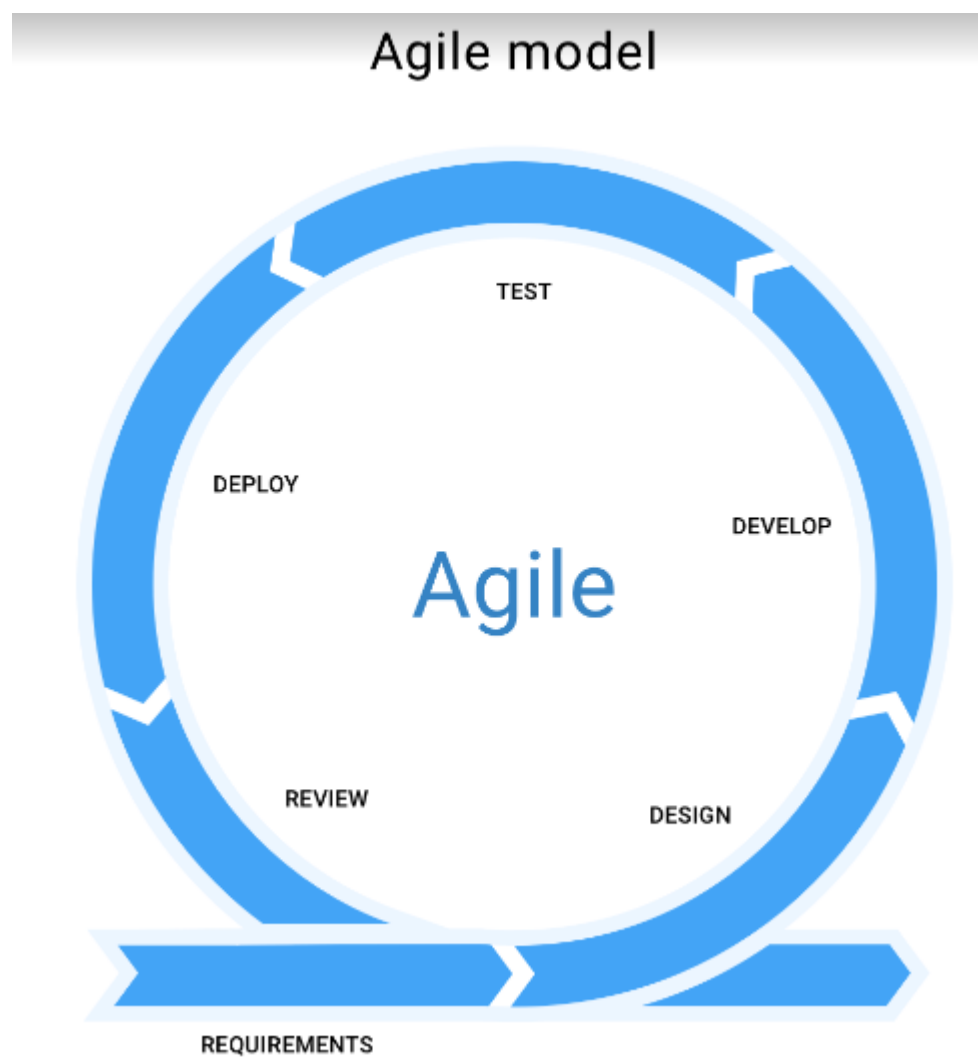 Agile model
TEST
DEPLOY
DEVELOP
Agile
REVIEW
DESIGN
REQUIREMENTS